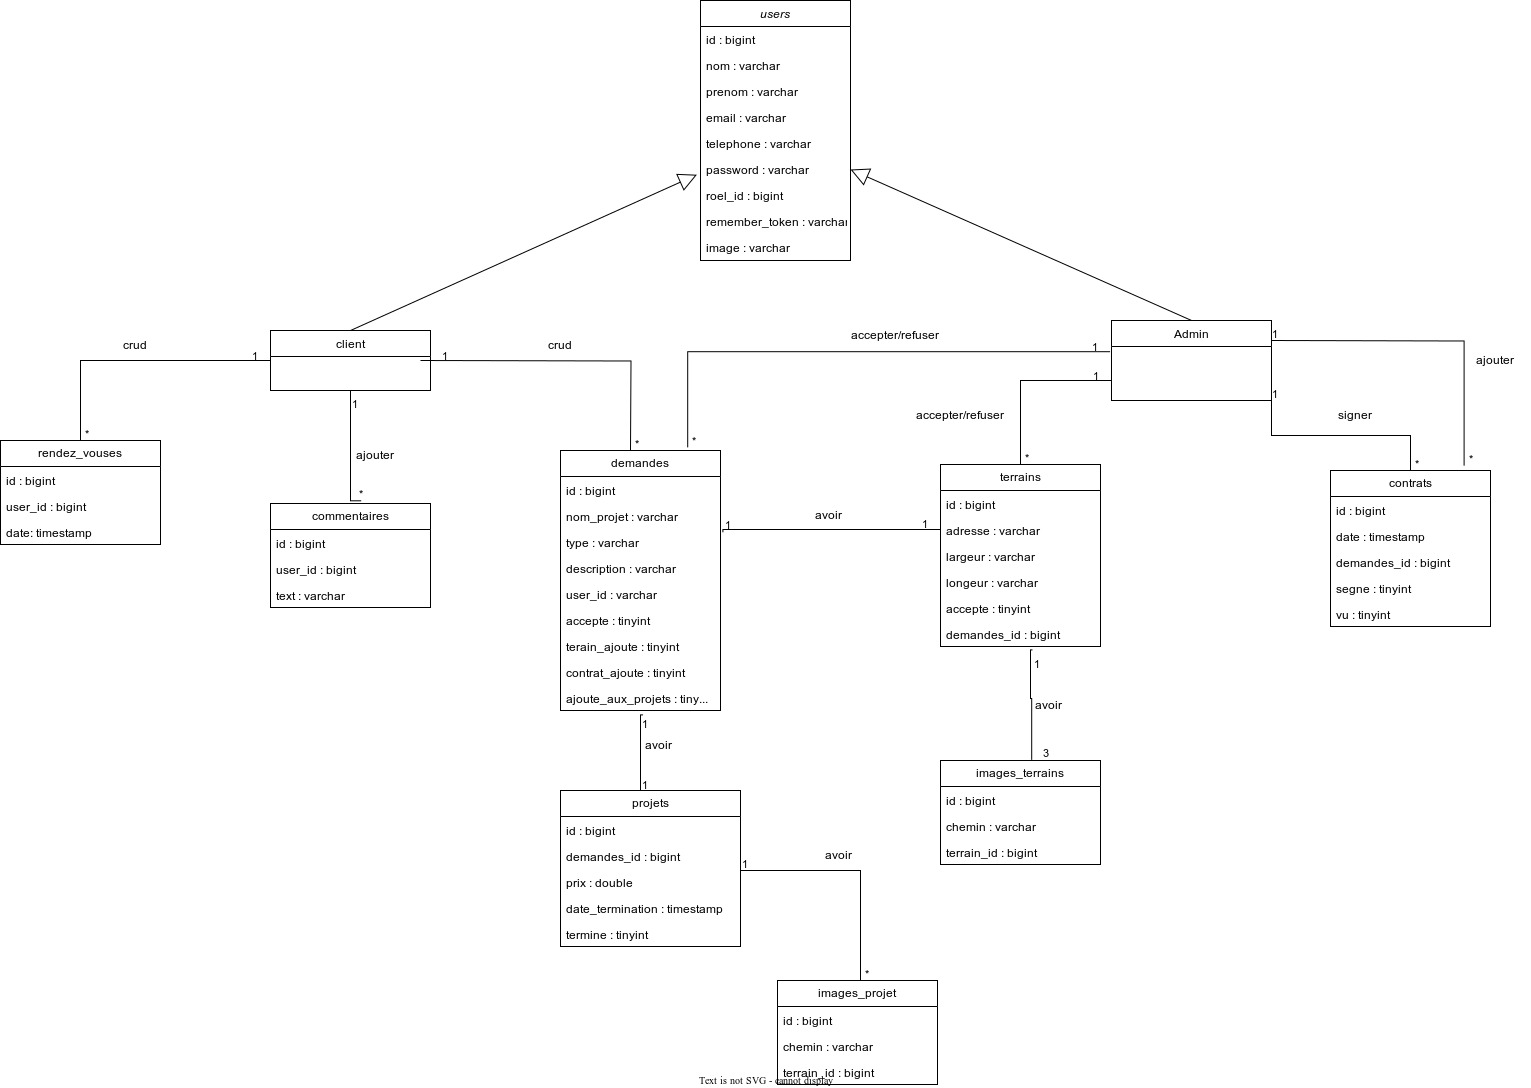 users
id : bigint
nom : varchar
prenom : varchar
email : varchar
telephone : varchar
password : varchar
roel_id : bigint
remember_token : varchar
image : varchar
client
crud
1
1
crud
accepter/refuser
1
1
accepter/refuser
Admin
1
ajouter
1
signer
1
ajouter
*
rendez_vouses
id : bigint
user_id : bigint
date: timestamp
*
commentaires
id : bigint
user_id : bigint
text : varchar
*
*
demandes
id : bigint
nom_projet : varchar
type : varchar
description : varchar
user_id : varchar
accepte : tinyint
terain_ajoute : tinyint
contrat_ajoute : tinyint
ajoute_aux_projets : tiny...
1
avoir
1
*
terrains
id : bigint
adresse : varchar
largeur : varchar
longeur : varchar
accepte : tinyint
demandes_id : bigint
*
*
contrats
id : bigint
date : timestamp
demandes_id : bigint
segne : tinyint
vu : tinyint
1
avoir
3
images_terrains
id : bigint
chemin : varchar
terrain_id : bigint
1
avoir
1
projets
id : bigint
demandes_id : bigint
prix : double
date_termination : timestamp
termine : tinyint
1
avoir
*
images_projet
id : bigint
chemin : varchar
terrain_id : bigint
Text is not SVG - cannot display